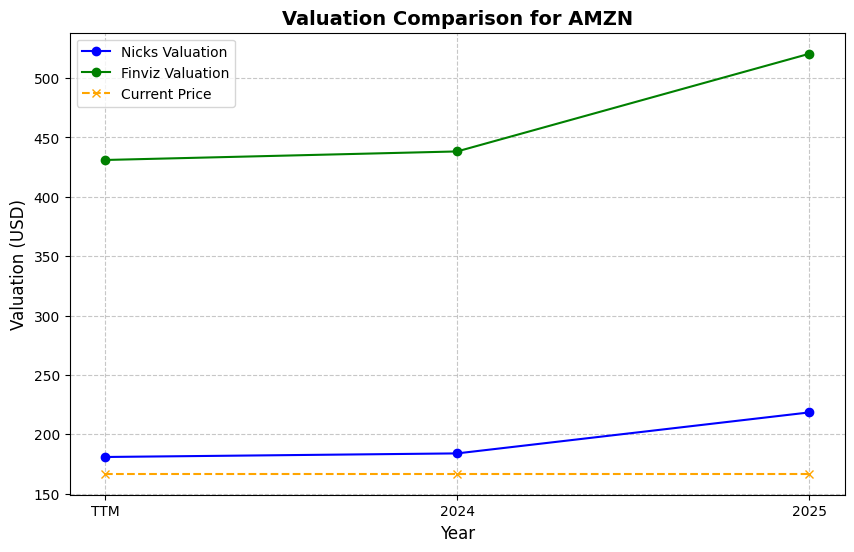 Valuation Comparison for AMZN
Nicks Valuation
Finviz Valuation
Current Price
Valuation (USD)
500
450
400
350
300
250
200
150
TTM
2024
2025
Year